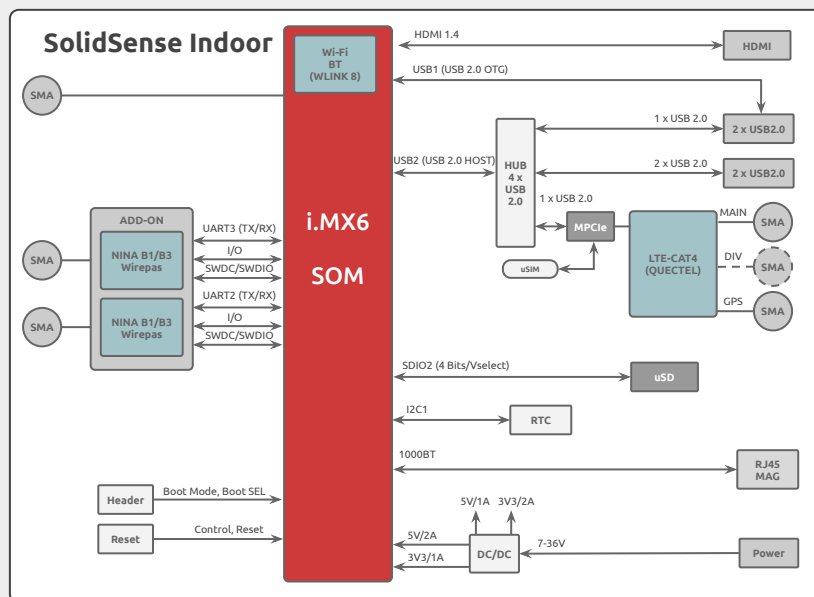 SolidSense Indoor
Wi-Fi
BT
(WLINK 8)
HDMI 1.4
HDMI
USB1 (USB 2.0 OTG)
SMA
1 x USB 2.0
2 x USB2.0
HUB
4 x
USB
2.0
USB2 (USB 2.0 HOST)
2 x USB 2.0
2 x USB2.0
1 x USB 2.0
MPCIe
uSIM
LTE-CAT4
(QUECTEL)
MAIN
SMA
DIV
SMA
GPS
SMA
i.MX6
SOM
ADD-ON
SMA
NINA B1/B3
Wirepas
UART3 (TX/RX)
I/O
SWDC/SWDIO
SMA
NINA B1/B3
Wirepas
UART2 (TX/RX)
I/O
SWDC/SWDIO
SDIO2 (4 Bits/Vselect)
uSD
I2C1
RTC
1000BT
RJ45
MAG
Header
Boot Mode, Boot SEL
Reset
Control, Reset
5V/1A
3V3/2A
5V/2A
3V3/1A
DC/DC
7-36V
Power